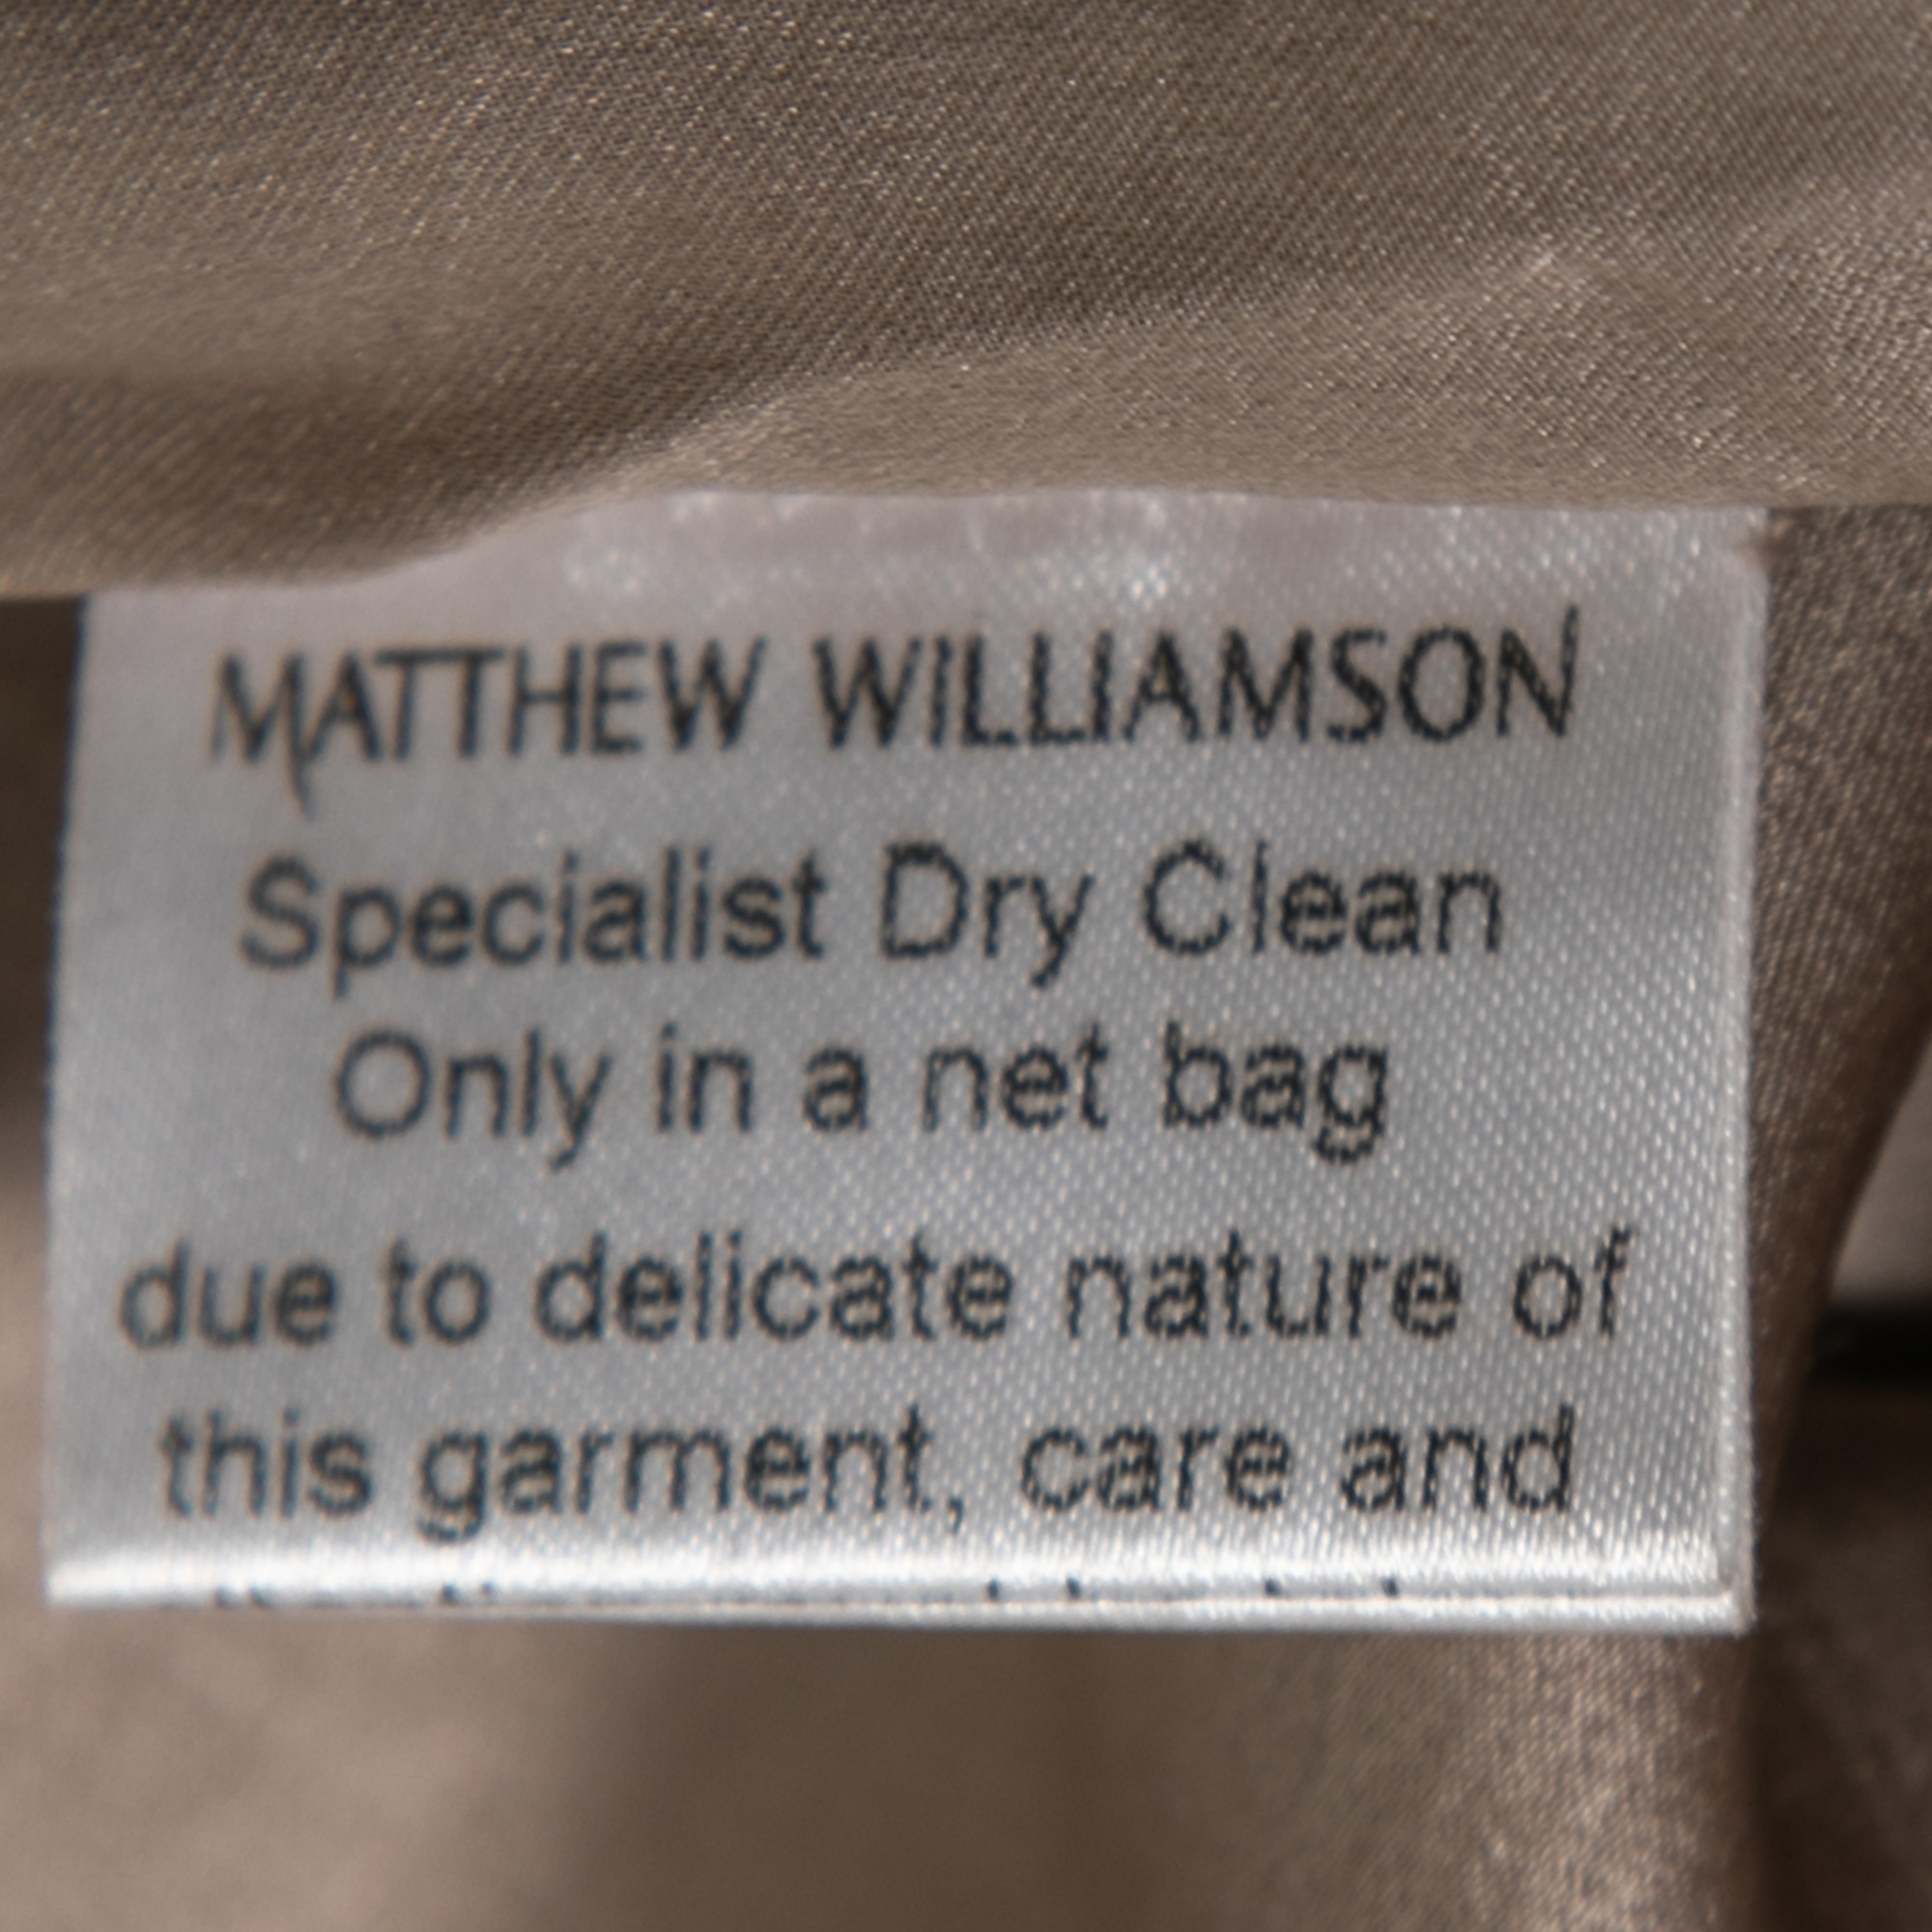 MATTHEW WILLIAMSON
Specialist Dry Clean
Only in a net bag
due to delicate nature of
this garment, care and